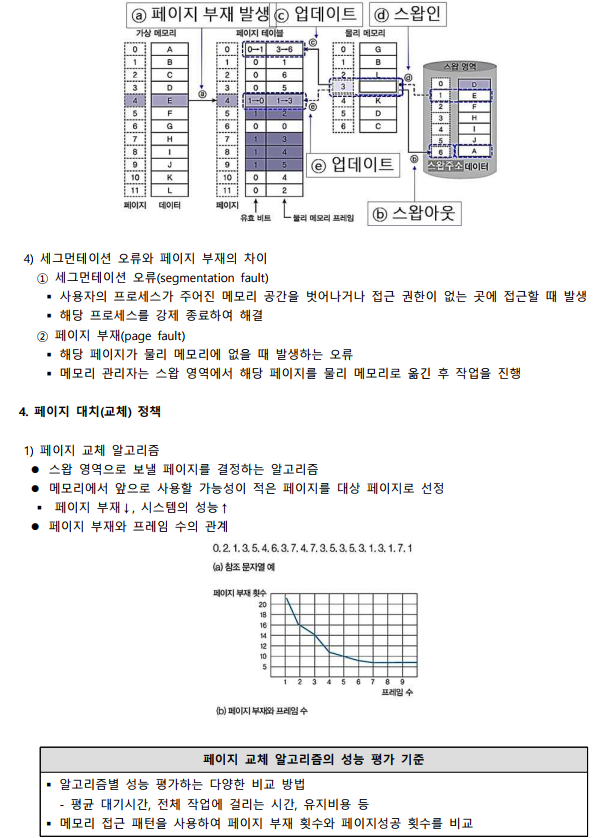 ⓐ 페이지 부재 발생 ⓒ 업데이트 ⓓ 스왑인
가상 메모리 페이지 테이블 물리 메모리
스왑 영역
0 A
1 B
2 C
3 D
4 E
5 F
6 G
7 H
8 I
9 J
10 K
11 L
페이지 데이터
ⓐ
0 0→1 3→6
1 0 1
2 0 6
3 0 5
4 1→0 1→3
5 1 2
6 0 0
7 1 3
8 1 4
9 1 5
10 0 4
11 0 2
페이지
유효 비트 물리 메모리 프레임
ⓒ
ⓔ
0 G
1 B
2 L
3
4 K
5 D
6 C
ⓓ
ⓑ
0 D
1 E
2 F
3 H
4 I
5 J
6 A
스왑주소 데이터
ⓔ 업데이트
ⓑ 스왑아웃
4) 세그먼테이션 오류와 페이지 부재의 차이
① 세그먼테이션 오류(segmentation fault)
▪ 사용자의 프로세스가 주어진 메모리 공간을 벗어나거나 접근 권한이 없는 곳에 접근할 때 발생
▪ 해당 프로세스를 강제 종료하여 해결
② 페이지 부재(page fault)
▪ 해당 페이지가 물리 메모리에 없을 때 발생하는 오류
▪ 메모리 관리자는 스왑 영역에서 해당 페이지를 물리 메모리로 옮긴 후 작업을 진행
4. 페이지 대치(교체) 정책
1) 페이지 교체 알고리즘
● 스왑 영역으로 보낼 페이지를 결정하는 알고리즘
● 메모리에서 앞으로 사용할 가능성이 적은 페이지를 대상 페이지로 선정
▪ 페이지 부재↓, 시스템의 성능↑
● 페이지 부재와 프레임 수의 관계
0. 2. 1. 3. 5. 4. 6. 3. 7. 4. 7. 3. 5. 3. 5. 3. 1. 3. 1. 7. 1
(a) 참조 문자열 예
페이지 부재 횟수
20
18
16
14
12
10
5
1 2 3 4 5 6 7 8 9
프레임 수
(b) 페이지 부재와 프레임 수
페이지 교체 알고리즘의 성능 평가 기준
▪ 알고리즘별 성능 평가하는 다양한 비교 방법
- 평균 대기시간, 전체 작업에 걸리는 시간, 유지비용 등
▪ 메모리 접근 패턴을 사용하여 페이지 부재 횟수와 페이지성공 횟수를 비교